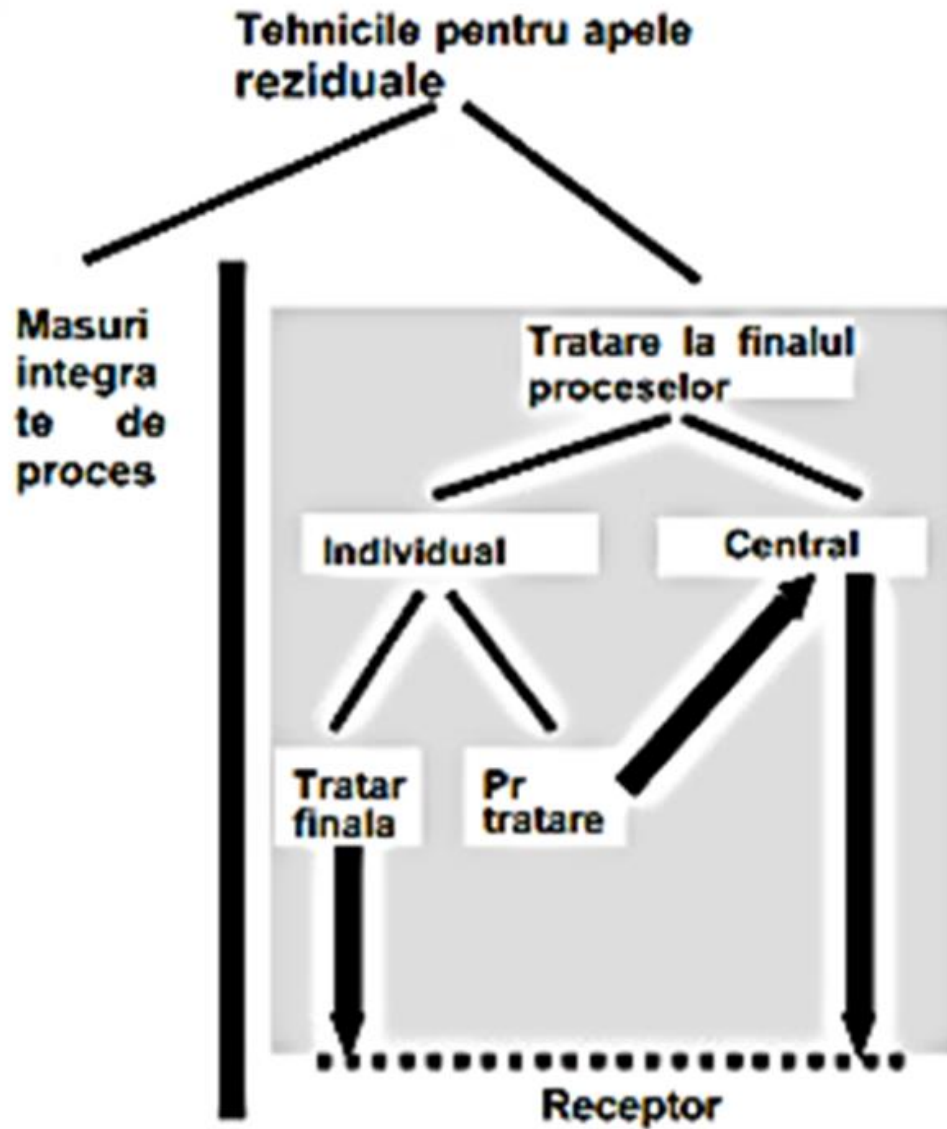 Tehnicile pentru apele
reziduale
Masuri
integra
te de
proces
Tratare la finalul
proceselor
Individual
Central
Tratar
finala
Pr
tratare
Receptor